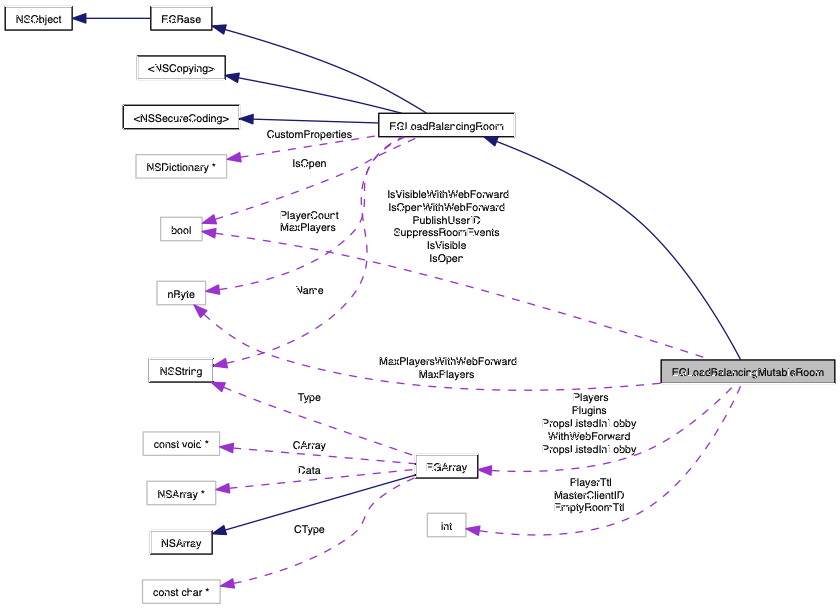 NSObject
EGBase
<NSCopying>
<NSSecureCoding>
EGLoadBalancingRoom
CustomProperties
NSDictionary *
IsOpen
IsVisibleWithWebForward
IsOpenWithWebForward
PublishUserID
SuppressRoomEvents
IsVisible
IsOpen
PlayerCount
MaxPlayers
bool
nByte
Name
NSString
MaxPlayersWithWebForward
MaxPlayers
EGLoadBalancingMutableRoom
Type
Players
Plugins
PropsListedInLobby
WithWebForward
PropsListedInLobby
const void *
CArray
EGArray
Data
NSArray *
PlayerTtl
MasterClientID
EmptyRoomTtl
CType
int
NSArray
const char *